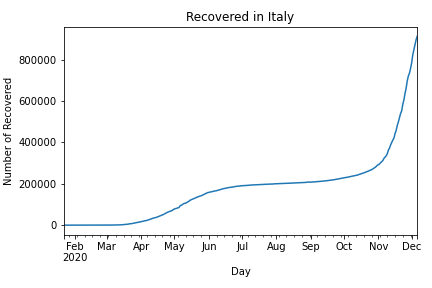 Recovered in Italy
Number of Recovered
800000
600000
400000
200000
0
Feb Mar Apr May Jun Jul Aug Sep Oct Nov Dec
2020
Day